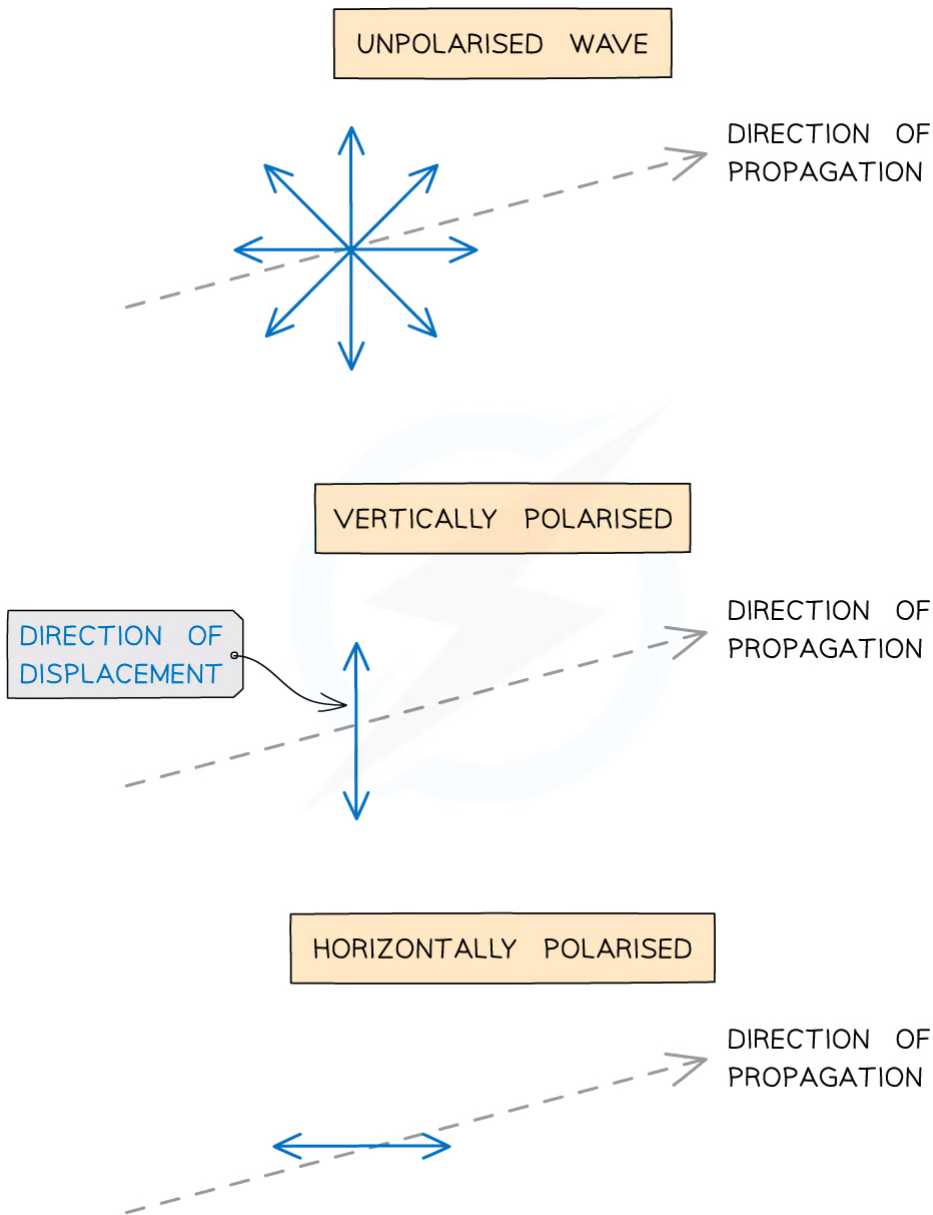 UNPOLARISED WAVE
DIRECTION OF
PROPAGATION
VERTICALLY POLARISED
DIRECTION OF
PROPAGATION
DIRECTION OF
DISPLACEMENT
HORIZONTALLY POLARISED
DIRECTION OF
PROPAGATION